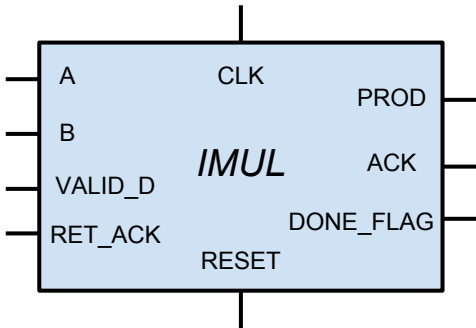 A
CLK
PROD
B
IMUL
ACK
VALID_D
DONE_FLAG
RET_ACK
RESET